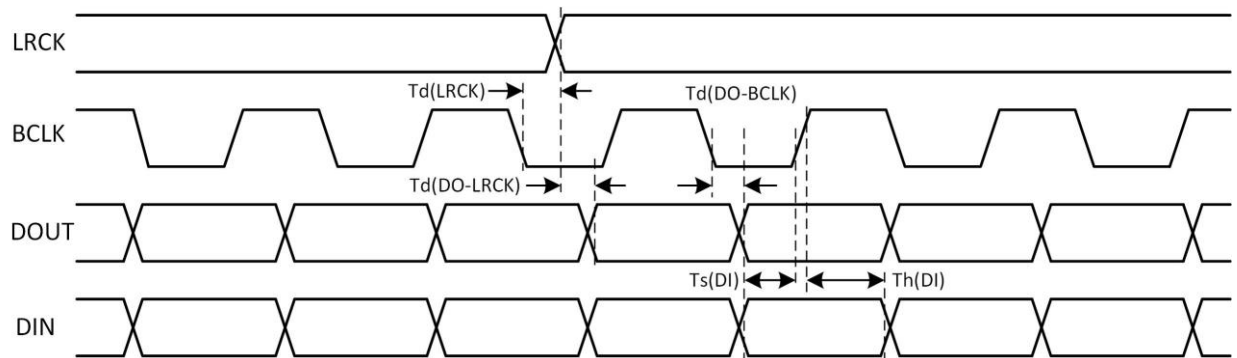 LRCK
Td(LRCK)
Td(DO-BCLK)
BCLK
Td(DO-LRCK)
DOUT
Ts(DI)
Th(DI)
DIN